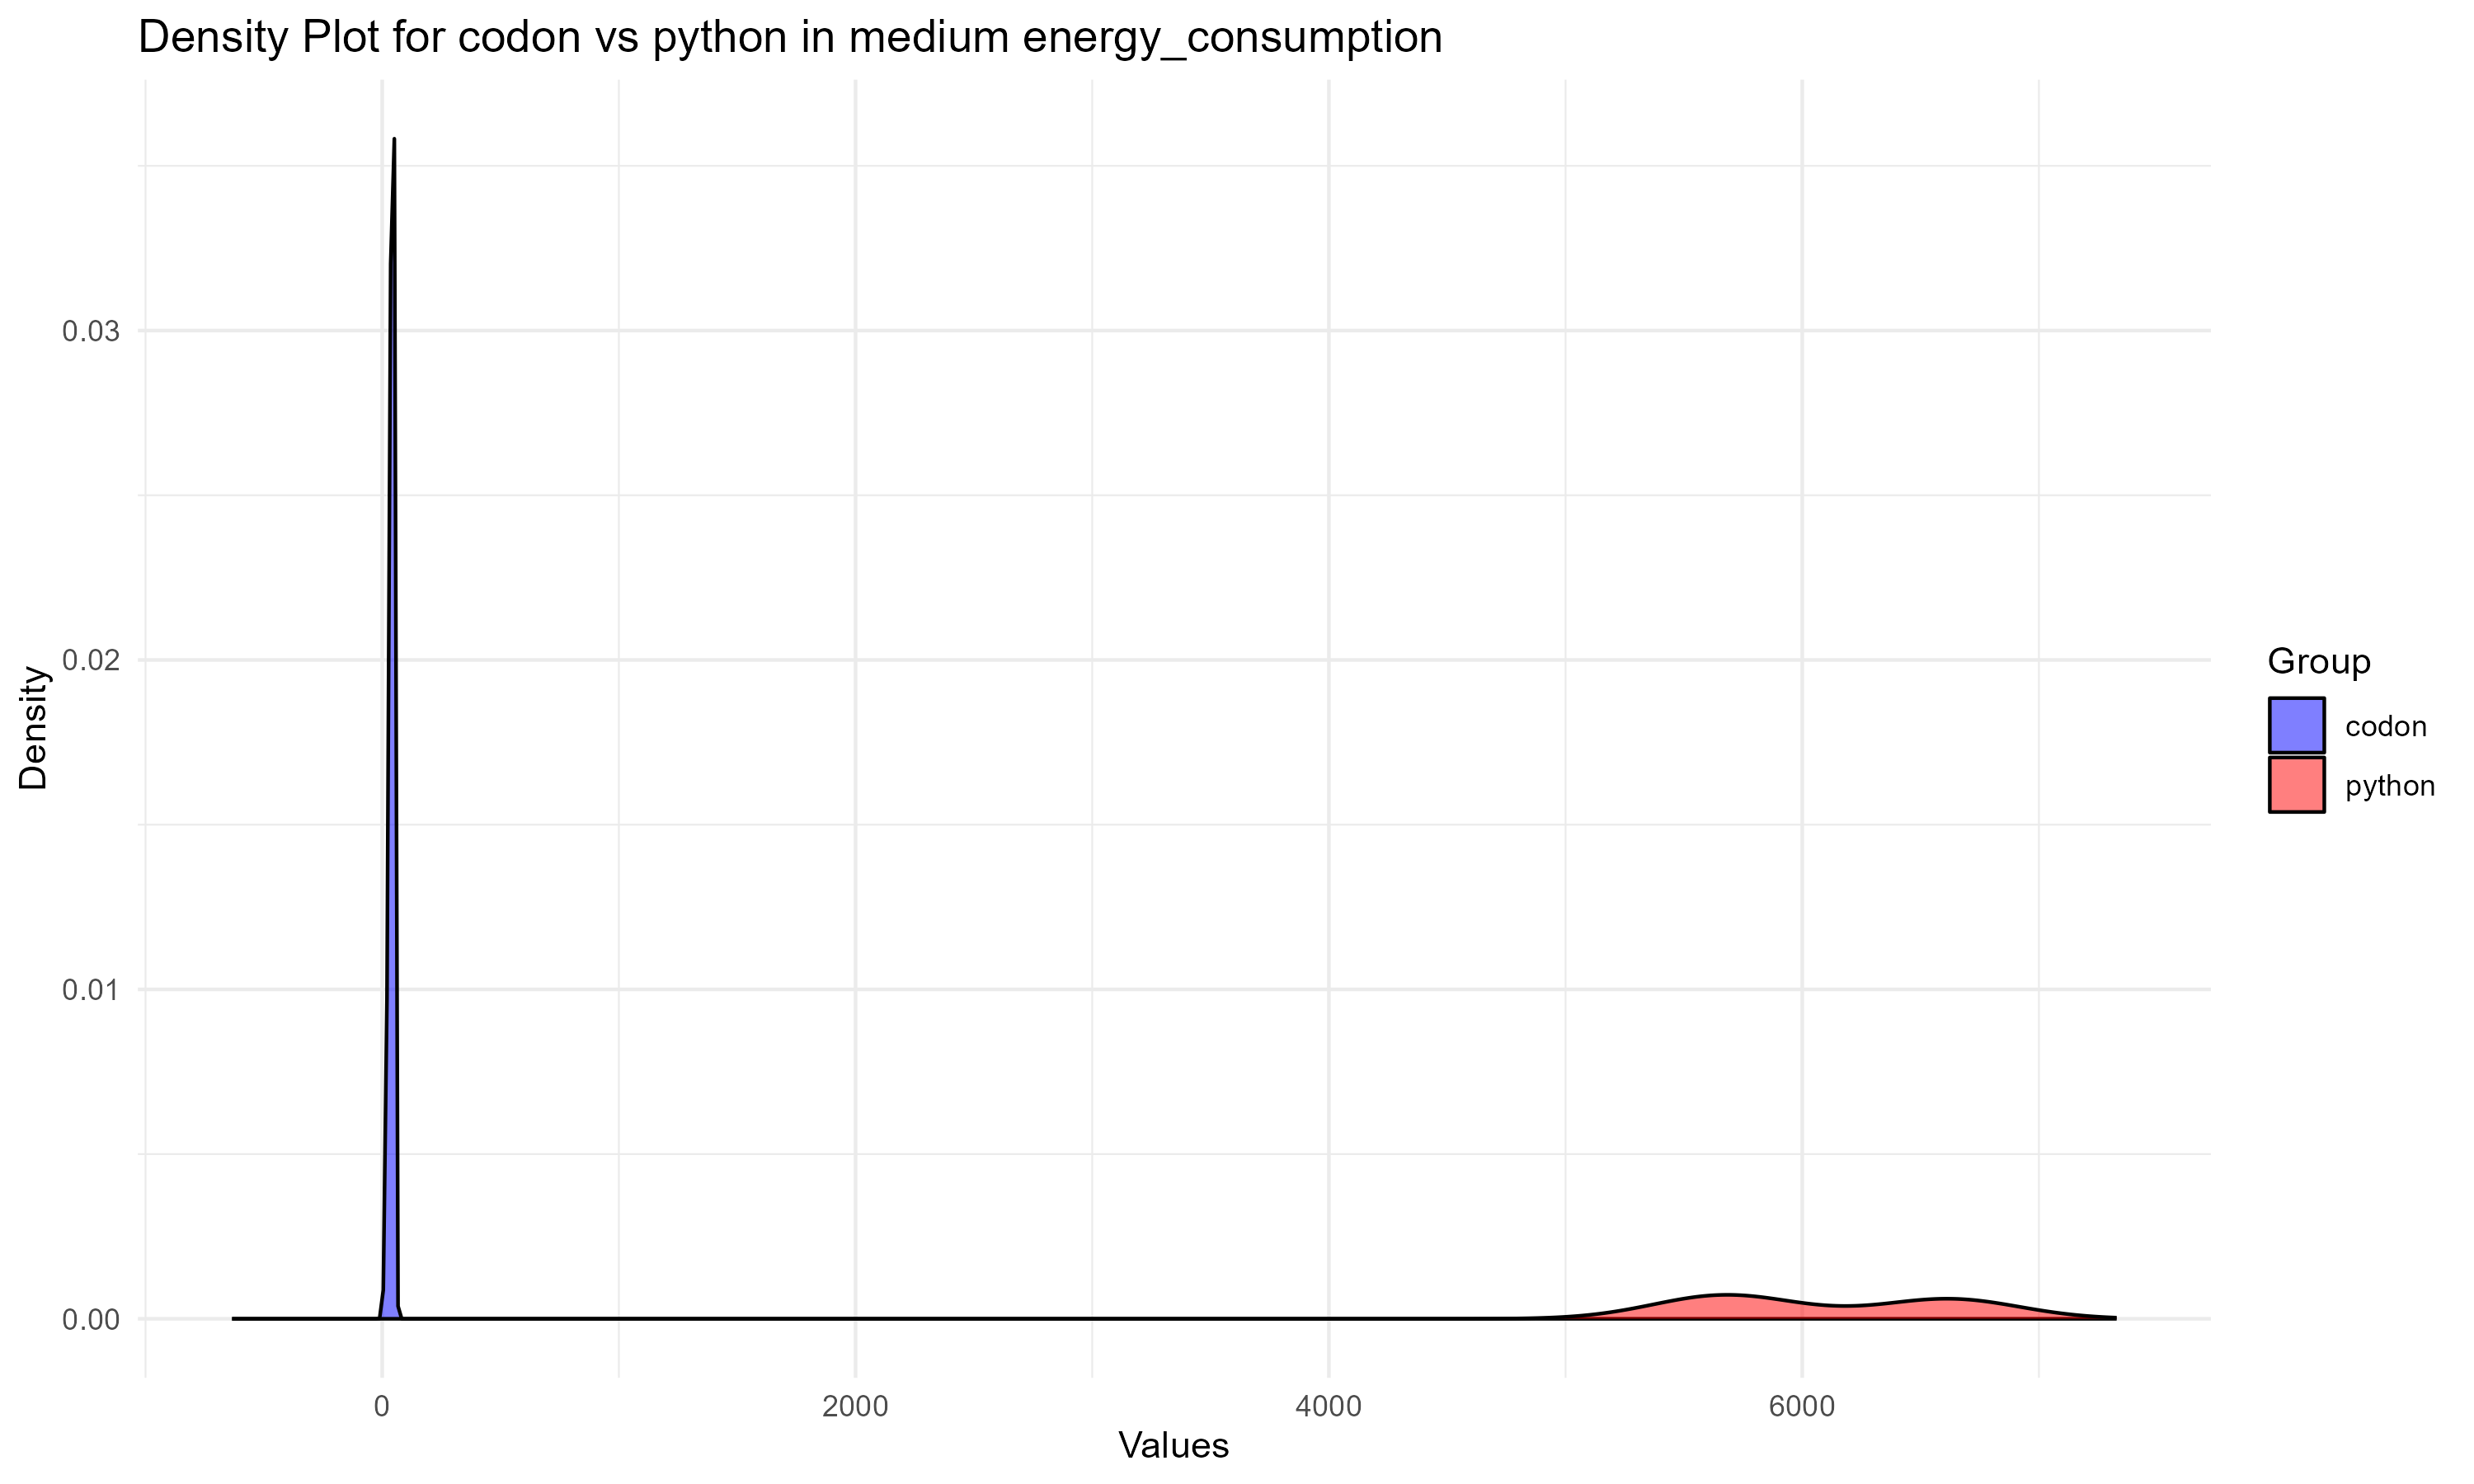 Density Plot for codon vs python in medium energy_consumption
Density
0.03
0.02
0.01
0.00
0
2000
4000
6000
Values
Group
codon
python